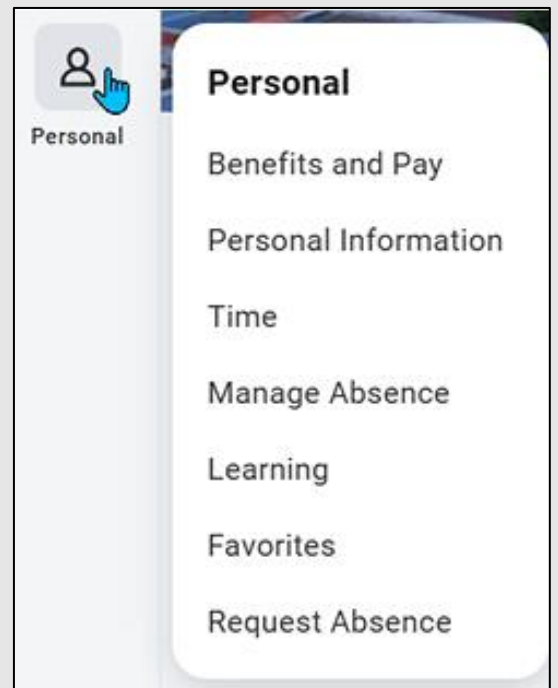 Personal
Personal
Benefits and Pay
Personal Information
Time
Manage Absence
Learning
Favorites
Request Absence